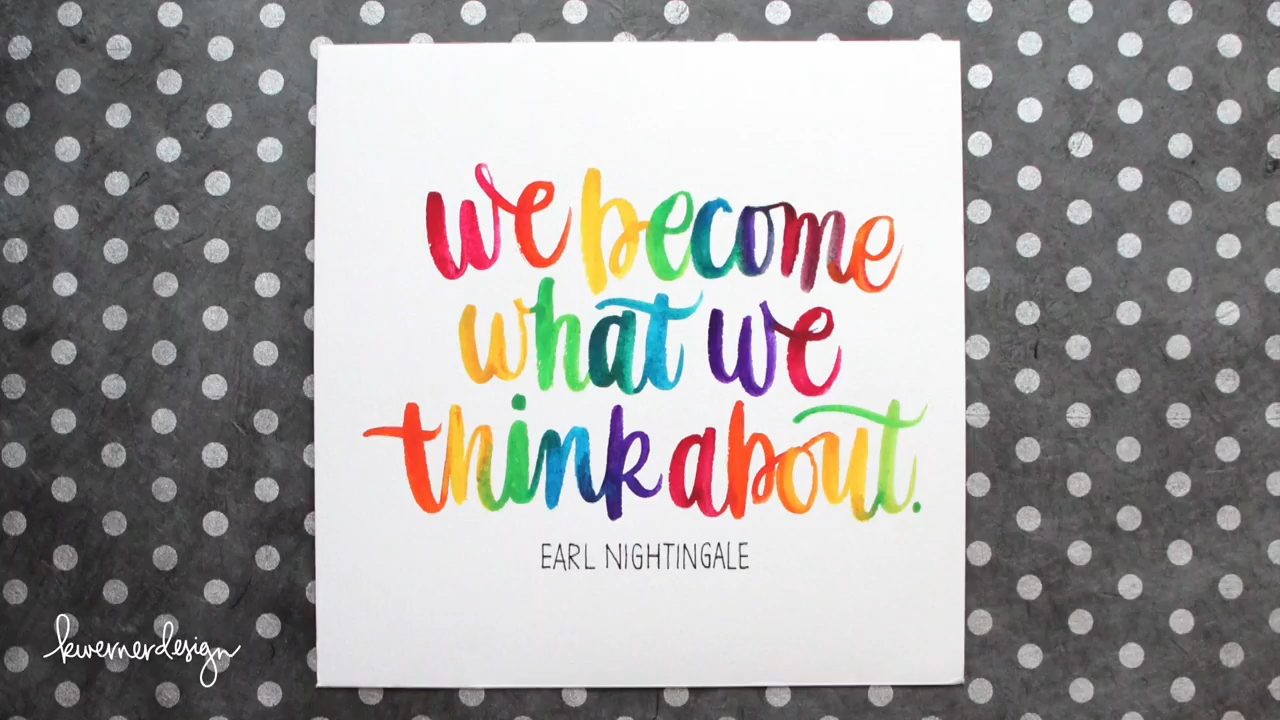 we become
what we
think about.
EARL NIGHTINGALE
kwernerdesign